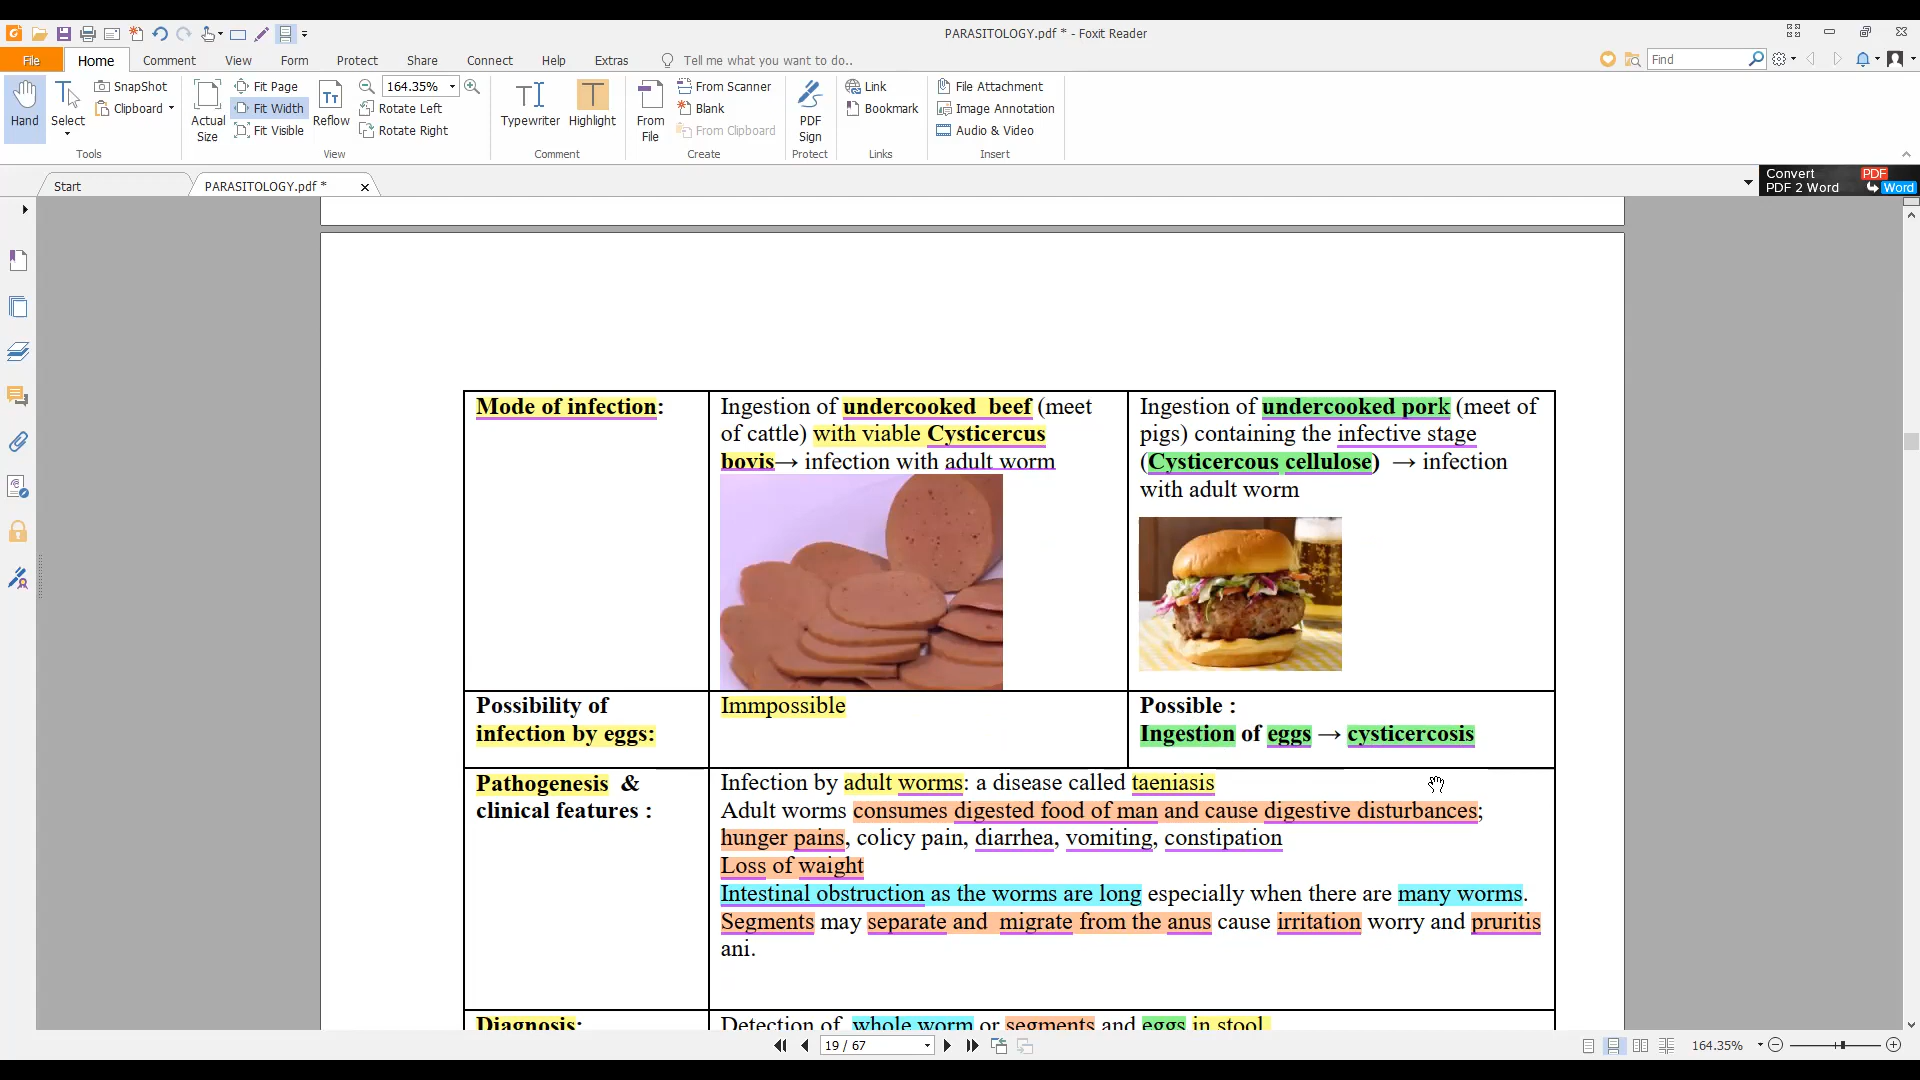 PARASITOLOGY.pdf * - Foxit Reader
File Home Comment View Form Protect Share Connect Help Extras Tell me what you want to do.. Find
SnapShot Fit Page 164.35% From Scanner Link File Attachment
Clipboard Fit Width Rotate Left Blank Bookmark Image Annotation
Hand Select Actual Size Fit Visible Reflow Rotate Right Typewriter Highlight From File From Clipboard PDF Sign Audio & Video
Tools View Comment Create Protect Links Insert
Start PARASITOLOGY.pdf *
Convert PDF
PDF 2 Word Word
Mode of infection:
Ingestion of undercooked beef (meet
of cattle) with viable Cysticercus
bovis→ infection with adult worm
Ingestion of undercooked pork (meet of
pigs) containing the infective stage
(Cysticercous cellulose) → infection
with adult worm
Possibility of
infection by eggs:
Immpossible
Possible :
Ingestion of eggs → cysticercosis
Pathogenesis &
clinical features :
Infection by adult worms: a disease called taeniasis
Adult worms consumes digested food of man and cause digestive disturbances;
hunger pains, colicy pain, diarrhea, vomiting, constipation
Loss of waight
Intestinal obstruction as the worms are long especially when there are many worms.
Segments may separate and migrate from the anus cause irritation worry and pruritis
ani.
Diagnosis:
Detection of whole worm or segments and eggs in stool.
19 / 67
164.35%